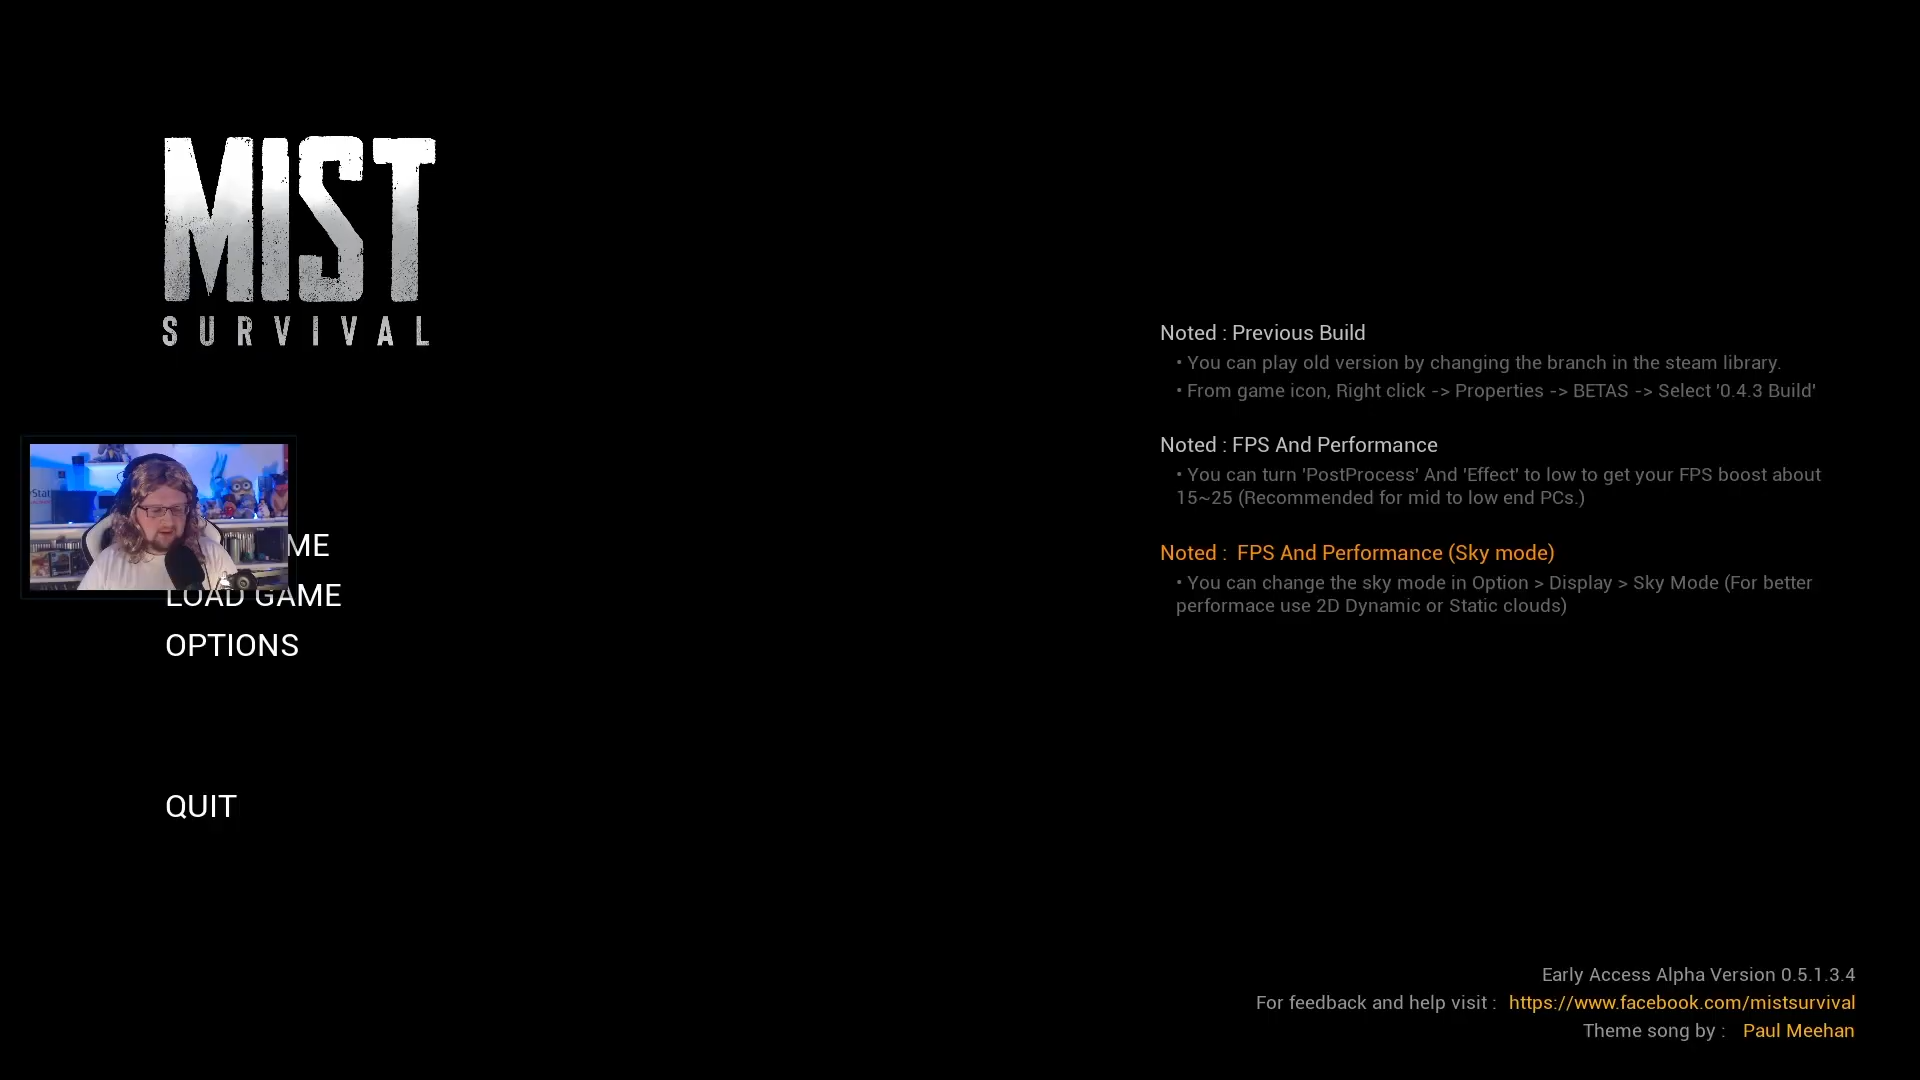 MIST
SURVIVAL
ME
LOAD GAME
OPTIONS
QUIT
Noted : Previous Build
• You can play old version by changing the branch in the steam library.
• From game icon, Right click -> Properties -> BETAS -> Select '0.4.3 Build'
Noted : FPS And Performance
• You can turn 'PostProcess' And 'Effect' to low to get your FPS boost about
15~25 (Recommended for mid to low end PCs.)
Noted : FPS And Performance (Sky mode)
• You can change the sky mode in Option > Display > Sky Mode (For better
performace use 2D Dynamic or Static clouds)
Early Access Alpha Version 0.5.1.3.4
For feedback and help visit : https://www.facebook.com/mistsurvival
Theme song by : Paul Meehan